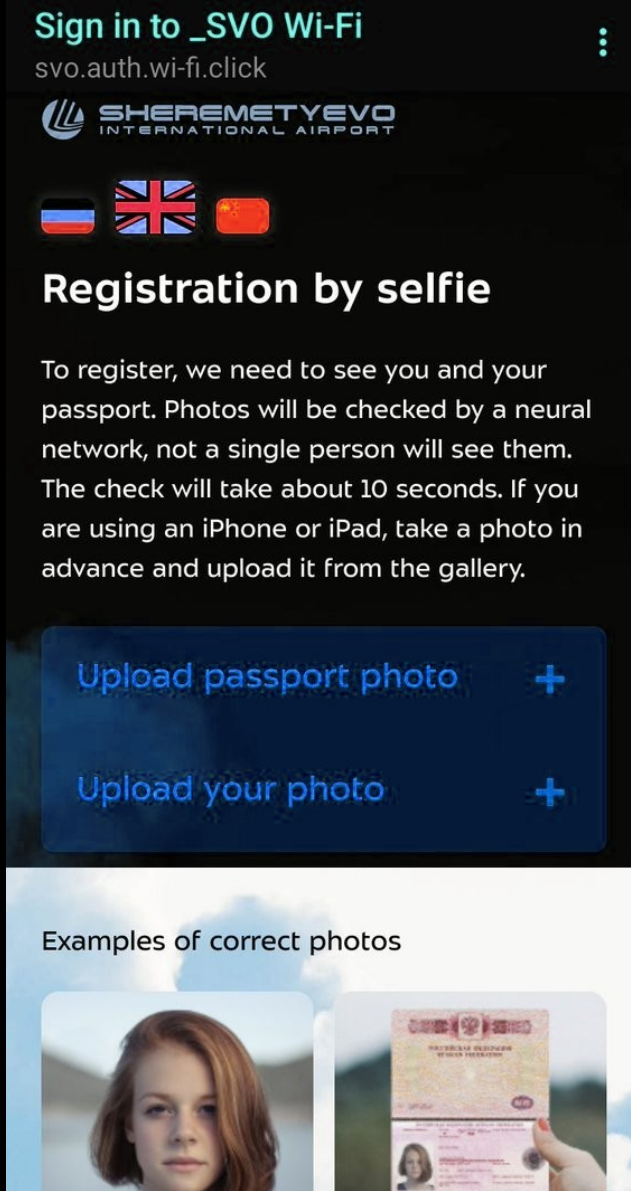 Sign in to _SVO Wi-Fi
svo.auth.wi-fi.click
SHEREMETYEVO
INTERNATIONAL AIRPORT
Registration by selfie
To register, we need to see you and your
passport. Photos will be checked by a neural
network, not a single person will see them.
The check will take about 10 seconds. If you
are using an iPhone or iPad, take a photo in
advance and upload it from the gallery.
Upload passport photo
Upload your photo
Examples of correct photos
РОССИЙСКАЯ ФЕДЕРАЦИЯ